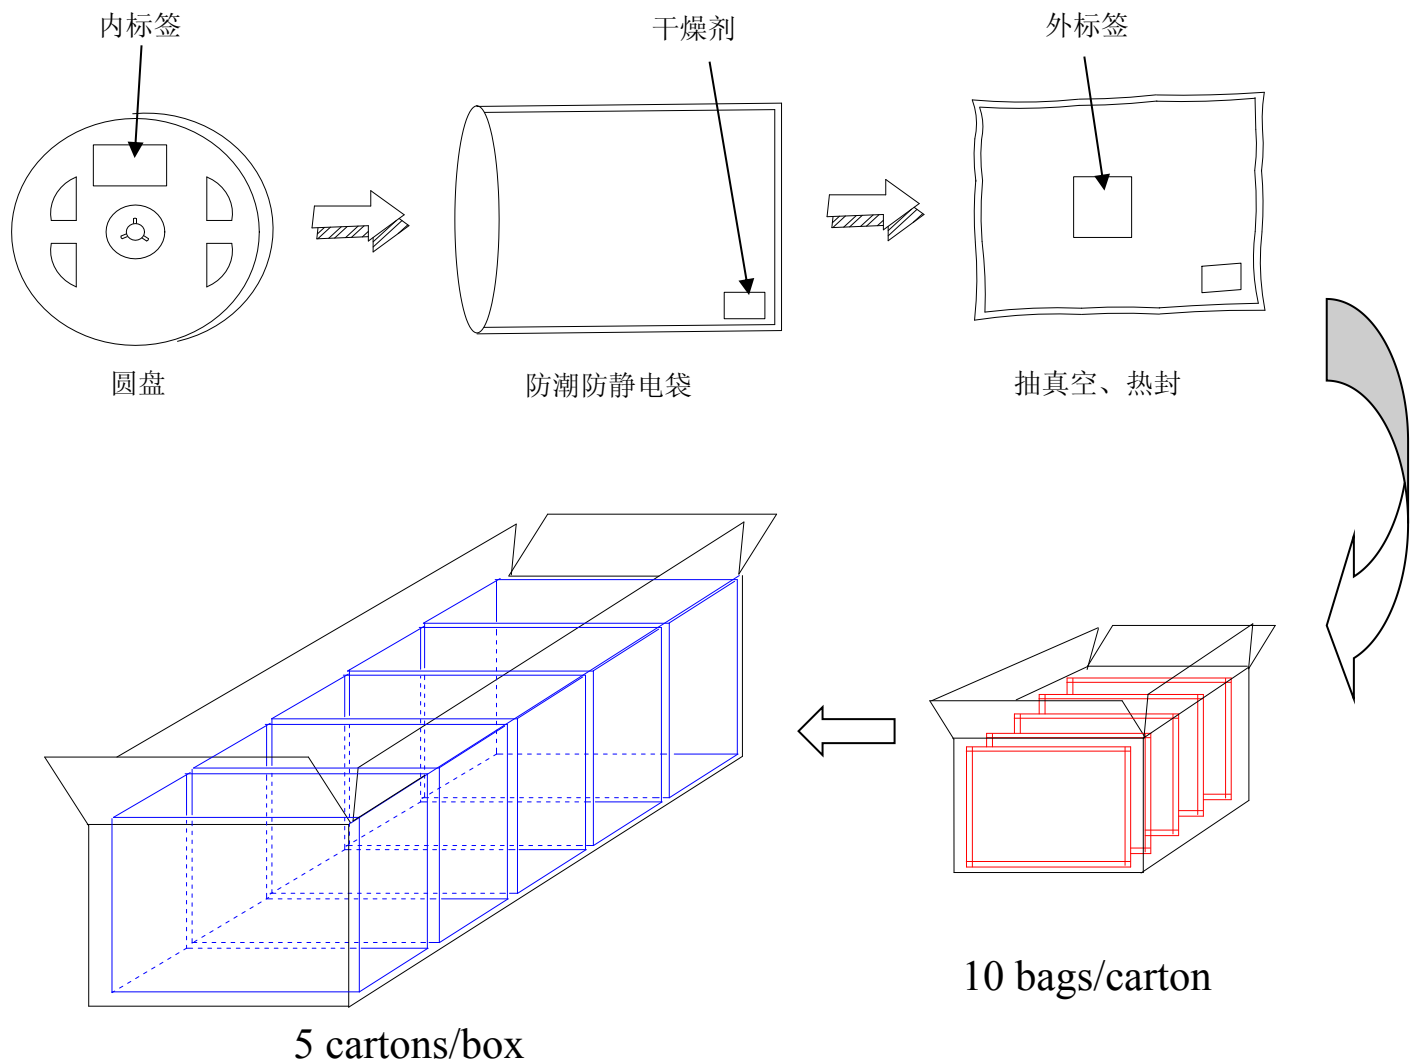 内标签
干燥剂
外标签
圆盘
防潮防静电袋
抽真空、热封
10 bags/carton
5 cartons/box